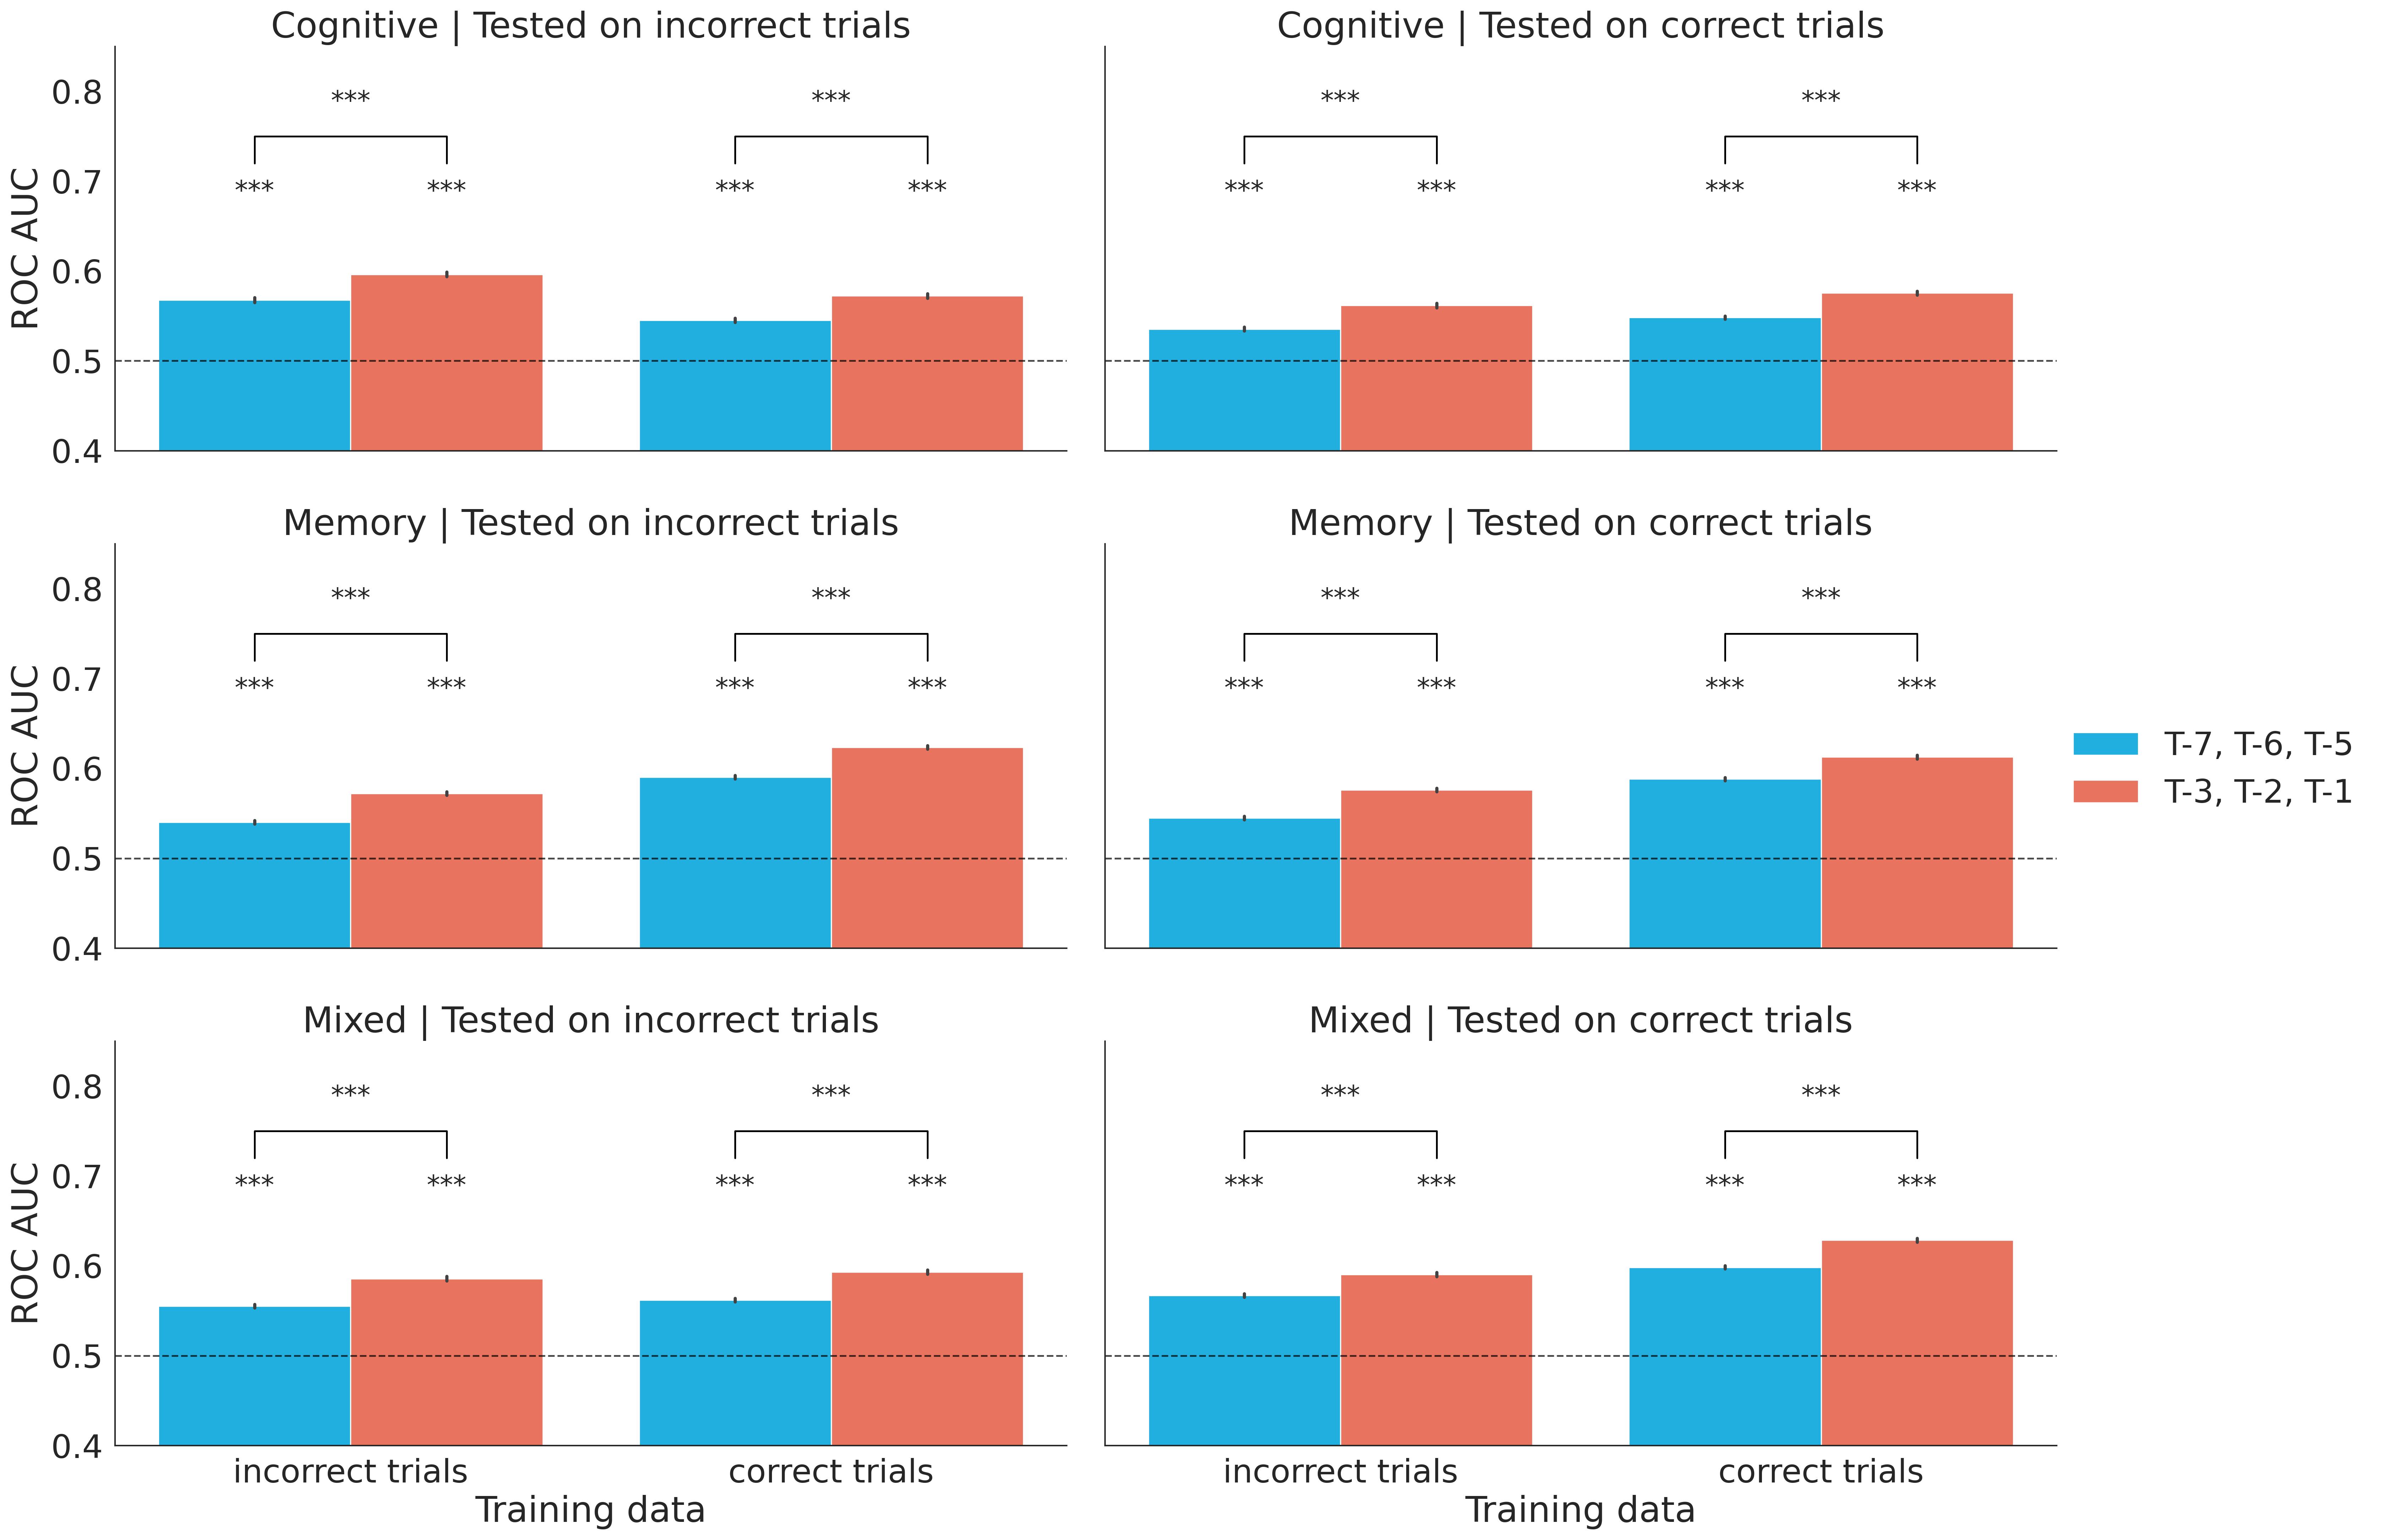 Cognitive | Tested on incorrect trials
Cognitive | Tested on correct trials
ROC AUC
0.8
0.7
0.6
0.5
0.4
***
***
*** *** *** ***
***
***
*** *** *** ***
Memory | Tested on incorrect trials
Memory | Tested on correct trials
ROC AUC
0.8
0.7
0.6
0.5
0.4
***
***
*** *** *** ***
***
***
*** *** *** ***
T-7, T-6, T-5
T-3, T-2, T-1
Mixed | Tested on incorrect trials
Mixed | Tested on correct trials
ROC AUC
0.8
0.7
0.6
0.5
0.4
***
***
*** *** *** ***
***
***
*** *** *** ***
incorrect trials
correct trials
Training data
incorrect trials
correct trials
Training data